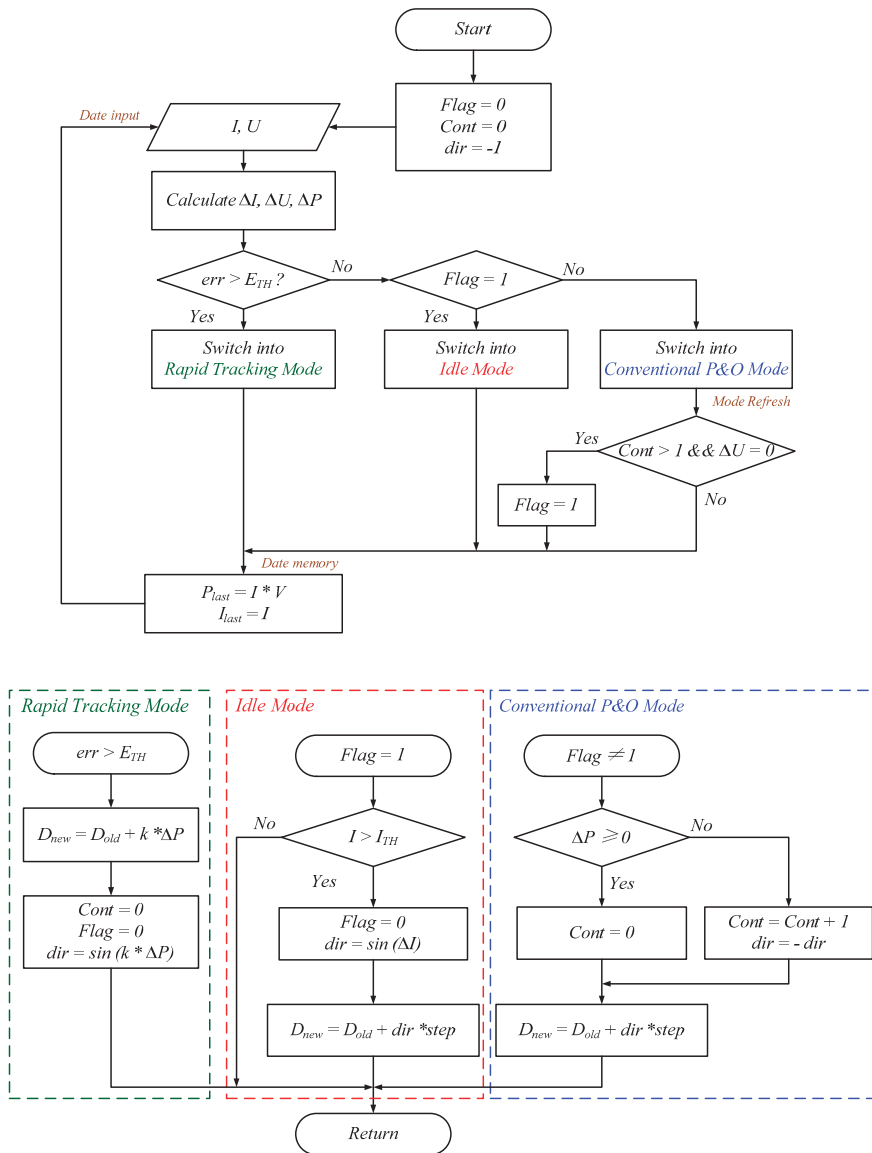 Start
Flag = 0
Cont = 0
dir = -1
Date input
I, U
Calculate ΔI, ΔU, ΔP
err > E_TH ?
No
Flag = 1
No
Yes
Yes
Switch into
Rapid Tracking Mode
Switch into
Idle Mode
Switch into
Conventional P&O Mode
Mode Refresh
Yes
Cont > 1 && ΔU = 0
Flag = 1
No
Date memory
P_last = I * V
I_last = I
Rapid Tracking Mode
err > E_TH
D_new = D_old + k *ΔP
Cont = 0
Flag = 0
dir = sin (k * ΔP)
Idle Mode
Flag = 1
No
I > I_TH
Yes
Flag = 0
dir = sin (ΔI)
D_new = D_old + dir *step
Conventional P&O Mode
Flag ≠ 1
ΔP ⩾ 0
No
Yes
Cont = 0
Cont = Cont + 1
dir = - dir
D_new = D_old + dir *step
Return